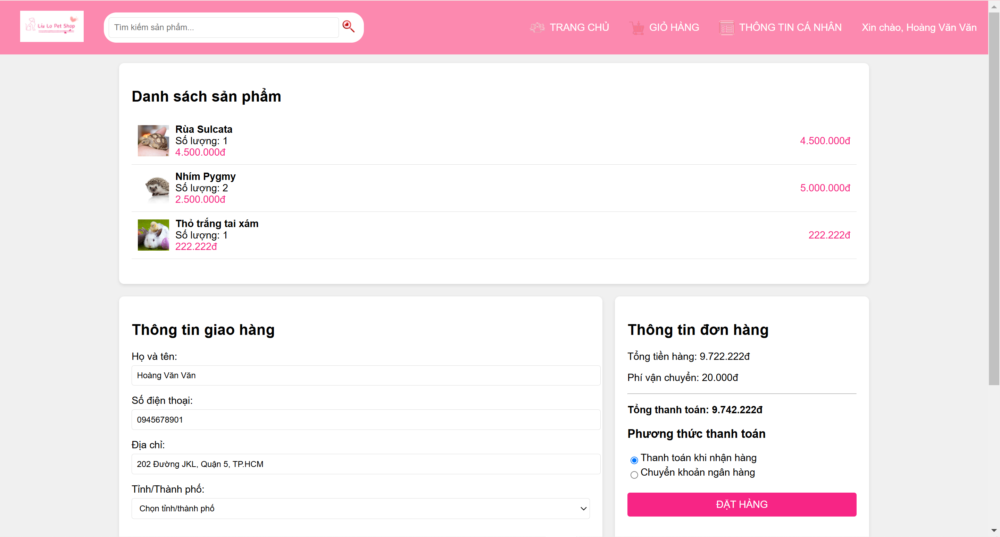 Líu Lo Pet Shop
Tìm kiếm sản phẩm...
TRANG CHỦ
GIỎ HÀNG
THÔNG TIN CÁ NHÂN
Xin chào, Hoàng Văn Văn
Danh sách sản phẩm
Rùa Sulcata
Số lượng: 1
4.500.000đ
4.500.000đ
Nhím Pygmy
Số lượng: 2
2.500.000đ
5.000.000đ
Thỏ trắng tai xám
Số lượng: 1
222.222đ
222.222đ
Thông tin giao hàng
Họ và tên:
Hoàng Văn Văn
Số điện thoại:
0945678901
Địa chỉ:
202 Đường JKL, Quận 5, TP.HCM
Tỉnh/Thành phố:
Chọn tỉnh/thành phố
Thông tin đơn hàng
Tổng tiền hàng: 9.722.222đ
Phí vận chuyển: 20.000đ
Tổng thanh toán: 9.742.222đ
Phương thức thanh toán
Thanh toán khi nhận hàng
Chuyển khoản ngân hàng
ĐẶT HÀNG